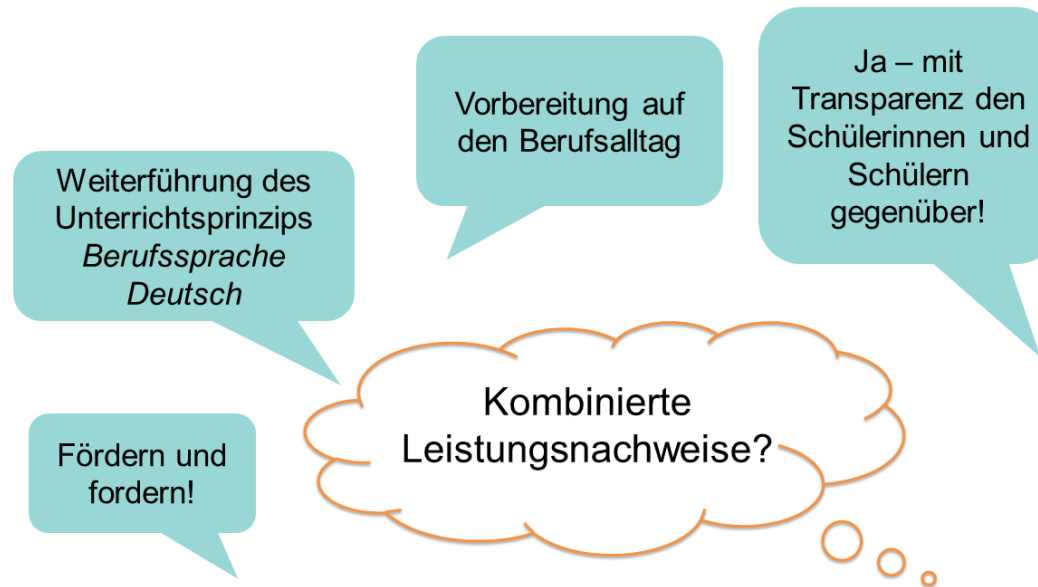 Ja – mit
Transparenz den
Schülerinnen und
Schülern
gegenüber!
Vorbereitung auf
den Berufsalltag
Weiterführung des
Unterrichtsprinzips
Berufssprache
Deutsch
Kombinierte
Leistungsnachweise?
Fördern und
fordern!